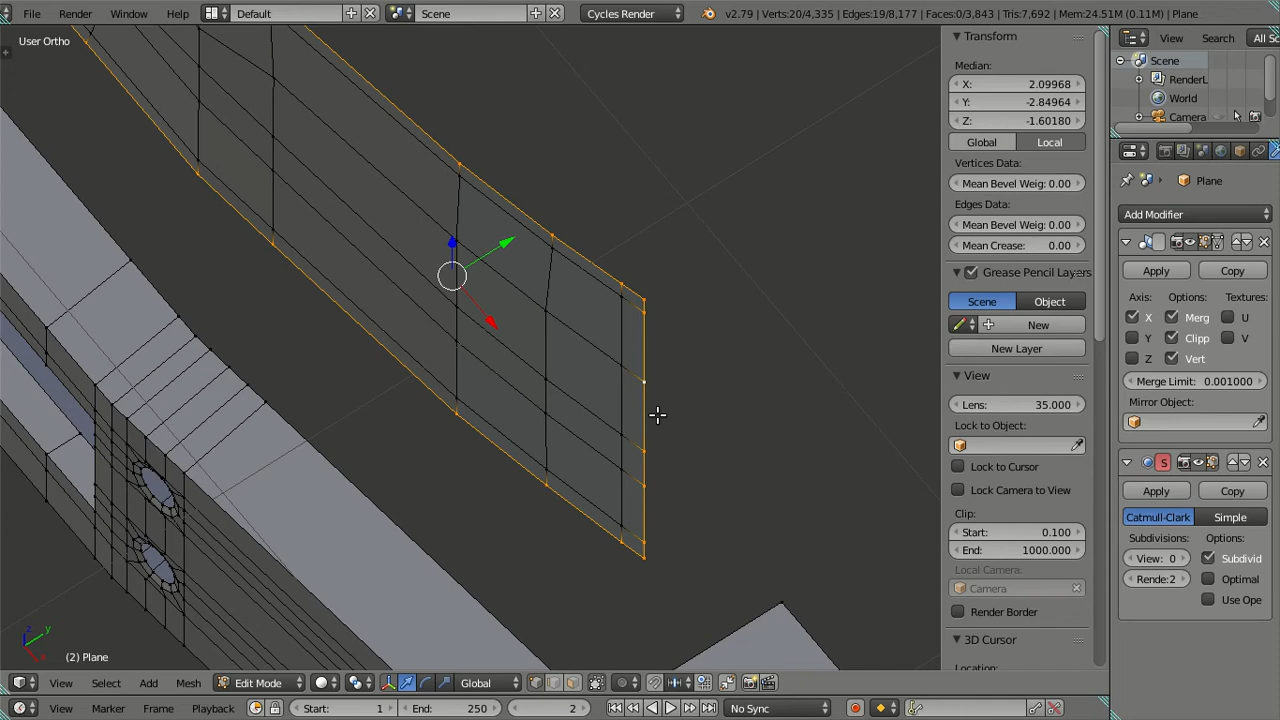 File Render Window Help Default Scene Cycles Render v2.79 | Verts:20/4,335 | Edges:19/8,177 | Faces:0/3,843 | Tris:7,692 | Mem:24.51M (0.11M) | Plane
User Ortho
Transform
Median:
X: 2.09968
Y: -2.84964
Z: -1.60180
Global Local
Vertices Data:
Mean Bevel Weig: 0.00
Edges Data:
Mean Bevel Weig: 0.00
Mean Crease: 0.00
Grease Pencil Layers
Scene Object
New
New Layer
View
Lens: 35.000
Lock to Object:
Lock to Cursor
Lock Camera to View
Clip:
Start: 0.100
End: 1000.000
Local Camera:
Camera
Render Border
3D Cursor
Location:
View Search All Sc
Scene
RenderL
World
Camera
Plane
Add Modifier
Apply Copy
Axis: Options: Textures:
X Merg U
Y Clipp V
Z Vert
Merge Limit: 0.001000
Mirror Object:
S
Apply Copy
Catmull-Clark Simple
Subdivisions: Options:
View: 0 Subdivid
Rende: 2 Optimal
Use Ope
z y x
(2) Plane
View Select Add Mesh Edit Mode Global
View Marker Frame Playback Start: 1 End: 250 2 No Sync